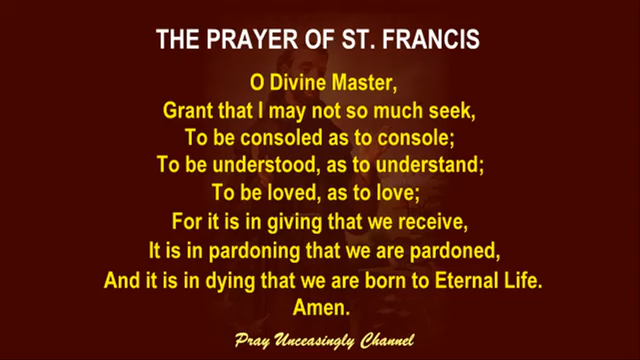 THE PRAYER OF ST. FRANCIS
O Divine Master,
Grant that I may not so much seek,
To be consoled as to console;
To be understood, as to understand;
To be loved, as to love;
For it is in giving that we receive,
It is in pardoning that we are pardoned,
And it is in dying that we are born to Eternal Life.
Amen.
Pray Unceasingly Channel